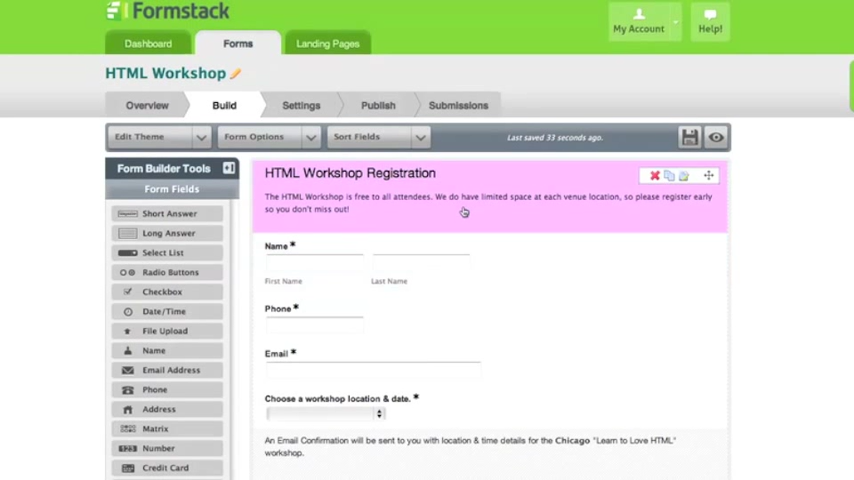 Formstack
My Account
Help!
Dashboard
Forms
Landing Pages
HTML Workshop
Overview
Build
Settings
Publish
Submissions
Edit Theme
Form Options
Sort Fields
Last saved 33 seconds ago.
Form Builder Tools
Form Fields
Short Answer
Long Answer
Select List
Radio Buttons
Checkbox
Date/Time
File Upload
Name
Email Address
Phone
Address
Matrix
Number
Credit Card
HTML Workshop Registration
The HTML Workshop is free to all attendees. We do have limited space at each venue location, so please register early
so you don't miss out!
Name *
First Name
Last Name
Phone *
Email *
Choose a workshop location & date. *
An Email Confirmation will be sent to you with location & time details for the Chicago "Learn to Love HTML"
workshop.